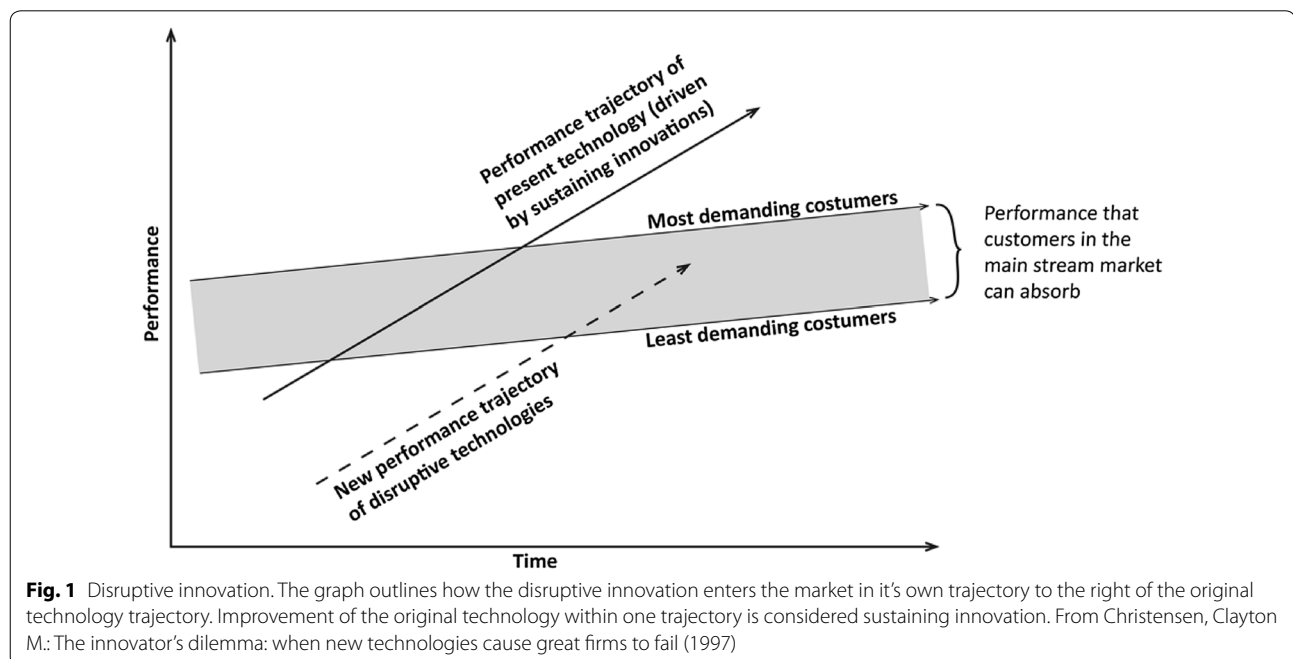 Performance trajectory of
present technology (driven
by sustaining innovations)
Most demanding costumers
Performance that
customers in the
main stream market
can absorb
Performance
Least demanding costumers
New performance trajectory
of disruptive technologies
Time
Fig. 1 Disruptive innovation. The graph outlines how the disruptive innovation enters the market in it's own trajectory to the right of the original
technology trajectory. Improvement of the original technology within one trajectory is considered sustaining innovation. From Christensen, Clayton
M.: The innovator's dilemma: when new technologies cause great firms to fail (1997)